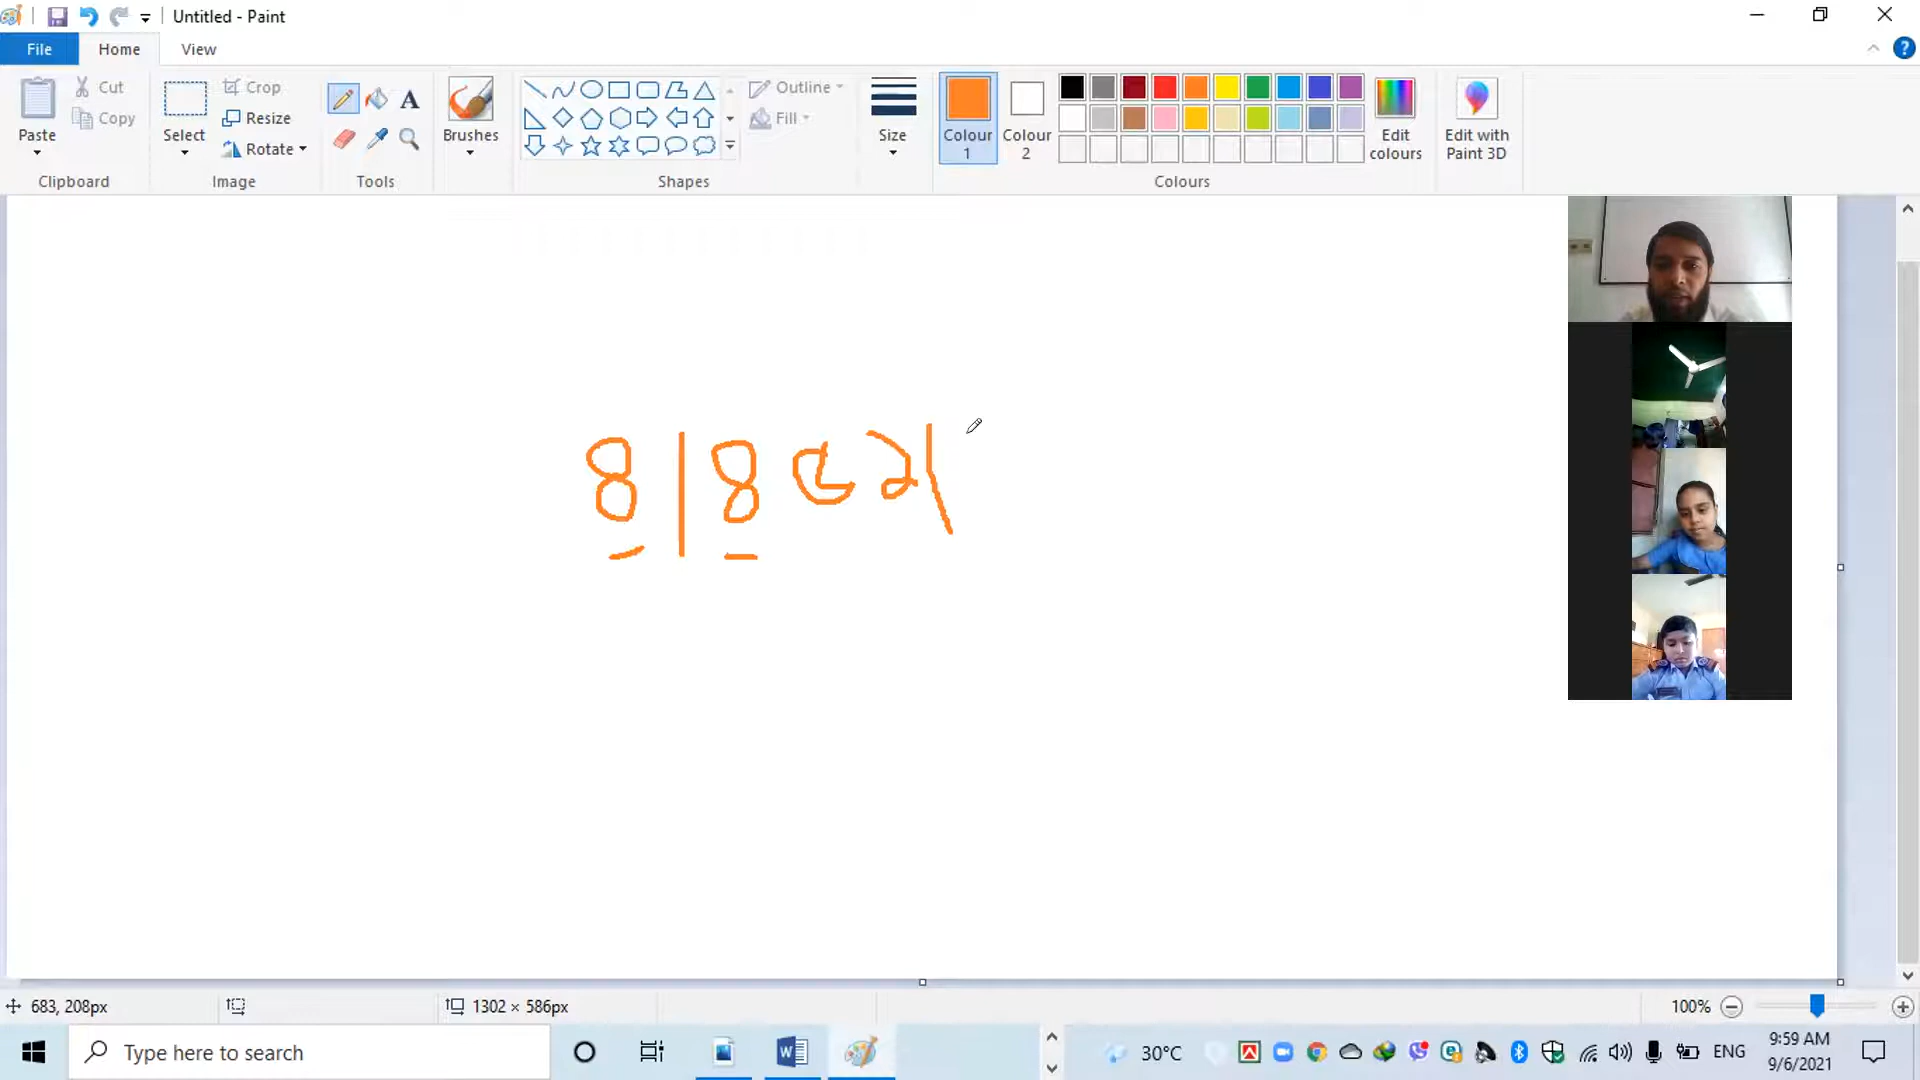 Untitled - Paint
File Home View
Paste Cut Copy Select Crop Resize Rotate A Brushes Outline Fill Size Colour 1 Colour 2 Edit colours Edit with Paint 3D
Clipboard Image Tools Shapes Colours
৪|৪৫২\
683, 208px 1302 × 586px 100%
Type here to search 30°C ENG 9:59 AM 9/6/2021